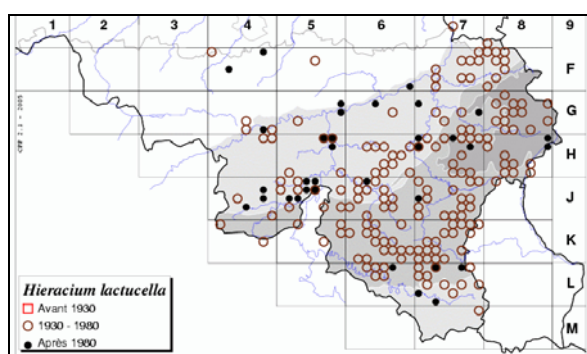 1 2 3 4 5 6 7 8 9
F
G
H
J
K
L
M
Hieracium lactucella
Avant 1930
1930 - 1980
Après 1980